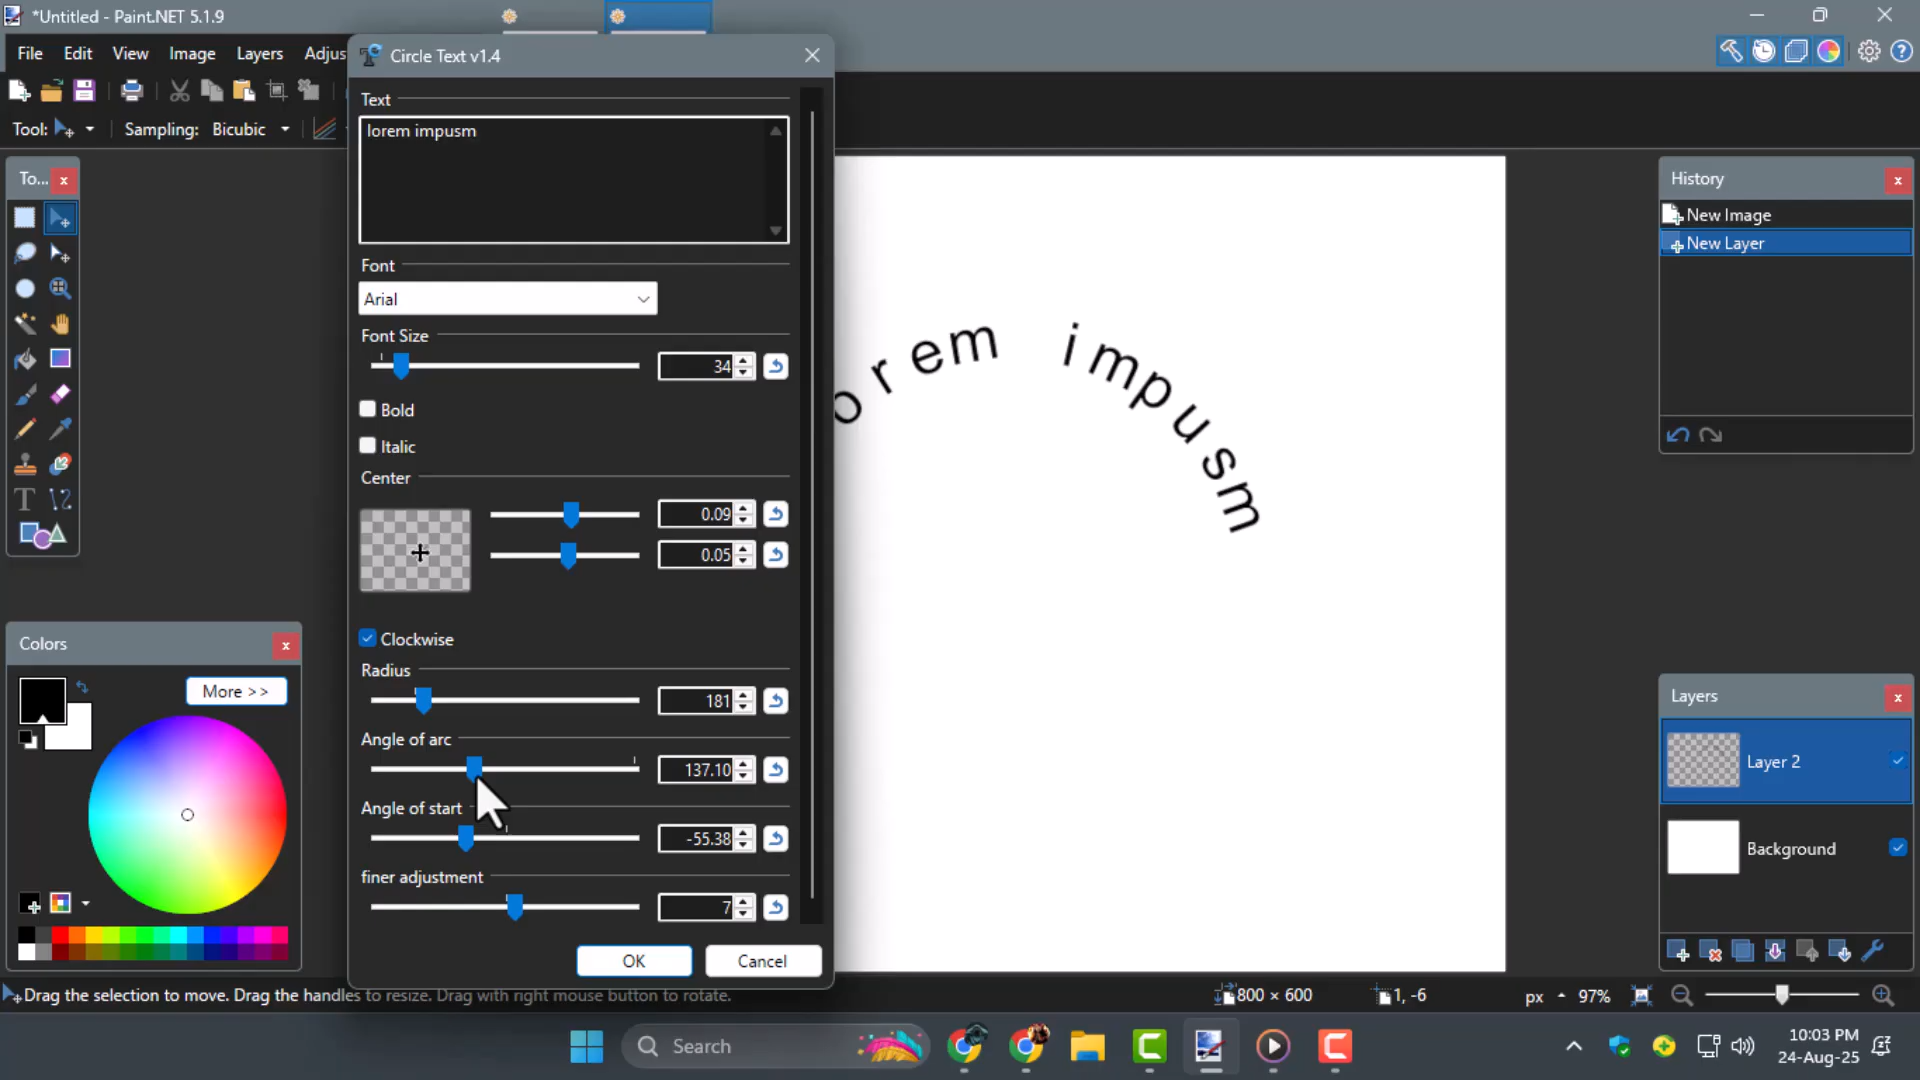 *Untitled - Paint.NET 5.1.9
File Edit View Image Layers Adjus
Tool:
Sampling: Bicubic
To...
Circle Text v1.4
Text
lorem impusm
Font
Arial
Font Size
34
Bold
Italic
Center
0.09
0.05
Clockwise
Radius
181
Angle of arc
137.10
Angle of start
-55.38
finer adjustment
7
OK Cancel
orem impusm
History
New Image
New Layer
Colors
More >>
Layers
Layer 2
Background
Drag the selection to move. Drag the handles to resize. Drag with right mouse button to rotate.
800 × 600
1, -6
px
97%
Search
10:03 PM
24-Aug-25